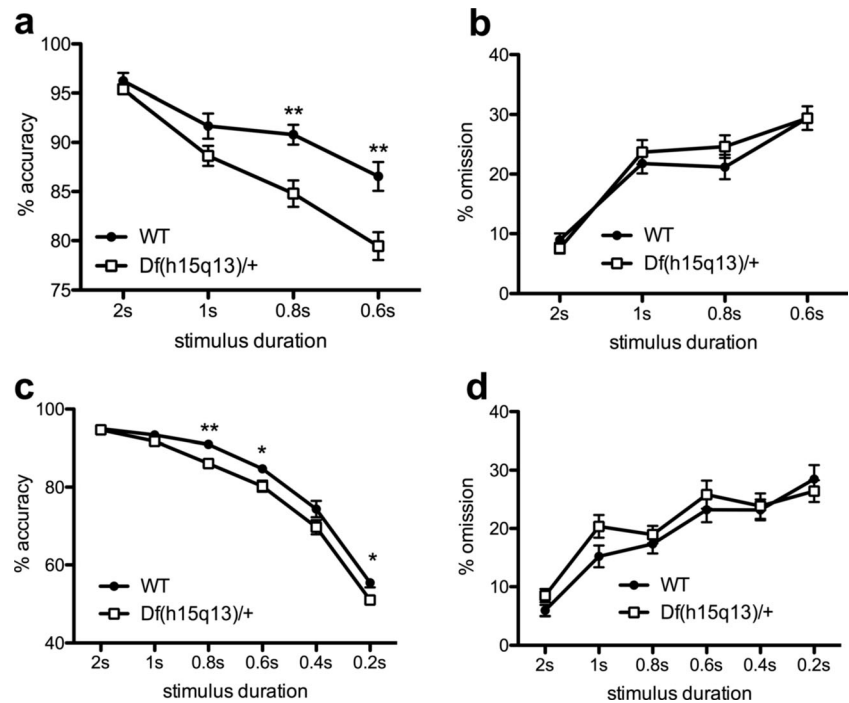 a
100
95
90
85
80
75
% accuracy
**
**
WT
Df(h15q13)/+
2s 1s 0.8s 0.6s
stimulus duration
b
40
30
20
10
0
% omission
WT
Df(h15q13)/+
2s 1s 0.8s 0.6s
stimulus duration
c
100
80
60
40
% accuracy
**
*
*
WT
Df(h15q13)/+
2s 1s 0.8s 0.6s 0.4s 0.2s
stimulus duration
d
40
30
20
10
0
% omission
WT
Df(h15q13)/+
2s 1s 0.8s 0.6s 0.4s 0.2s
stimulus duration